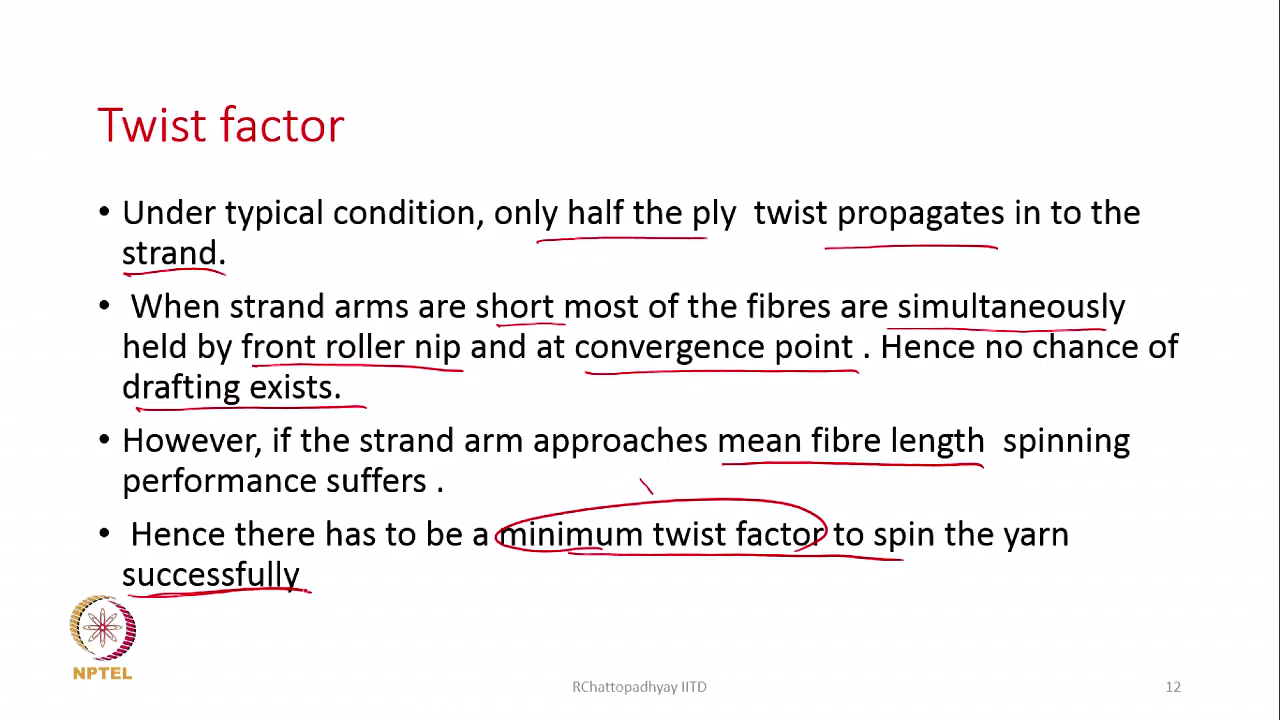 Twist factor
• Under typical condition, only half the ply twist propagates in to the
strand.
• When strand arms are short most of the fibres are simultaneously
held by front roller nip and at convergence point . Hence no chance of
drafting exists.
• However, if the strand arm approaches mean fibre length spinning
performance suffers .
• Hence there has to be a minimum twist factor to spin the yarn
successfully
NPTEL
RChattopadhyay IITD
12